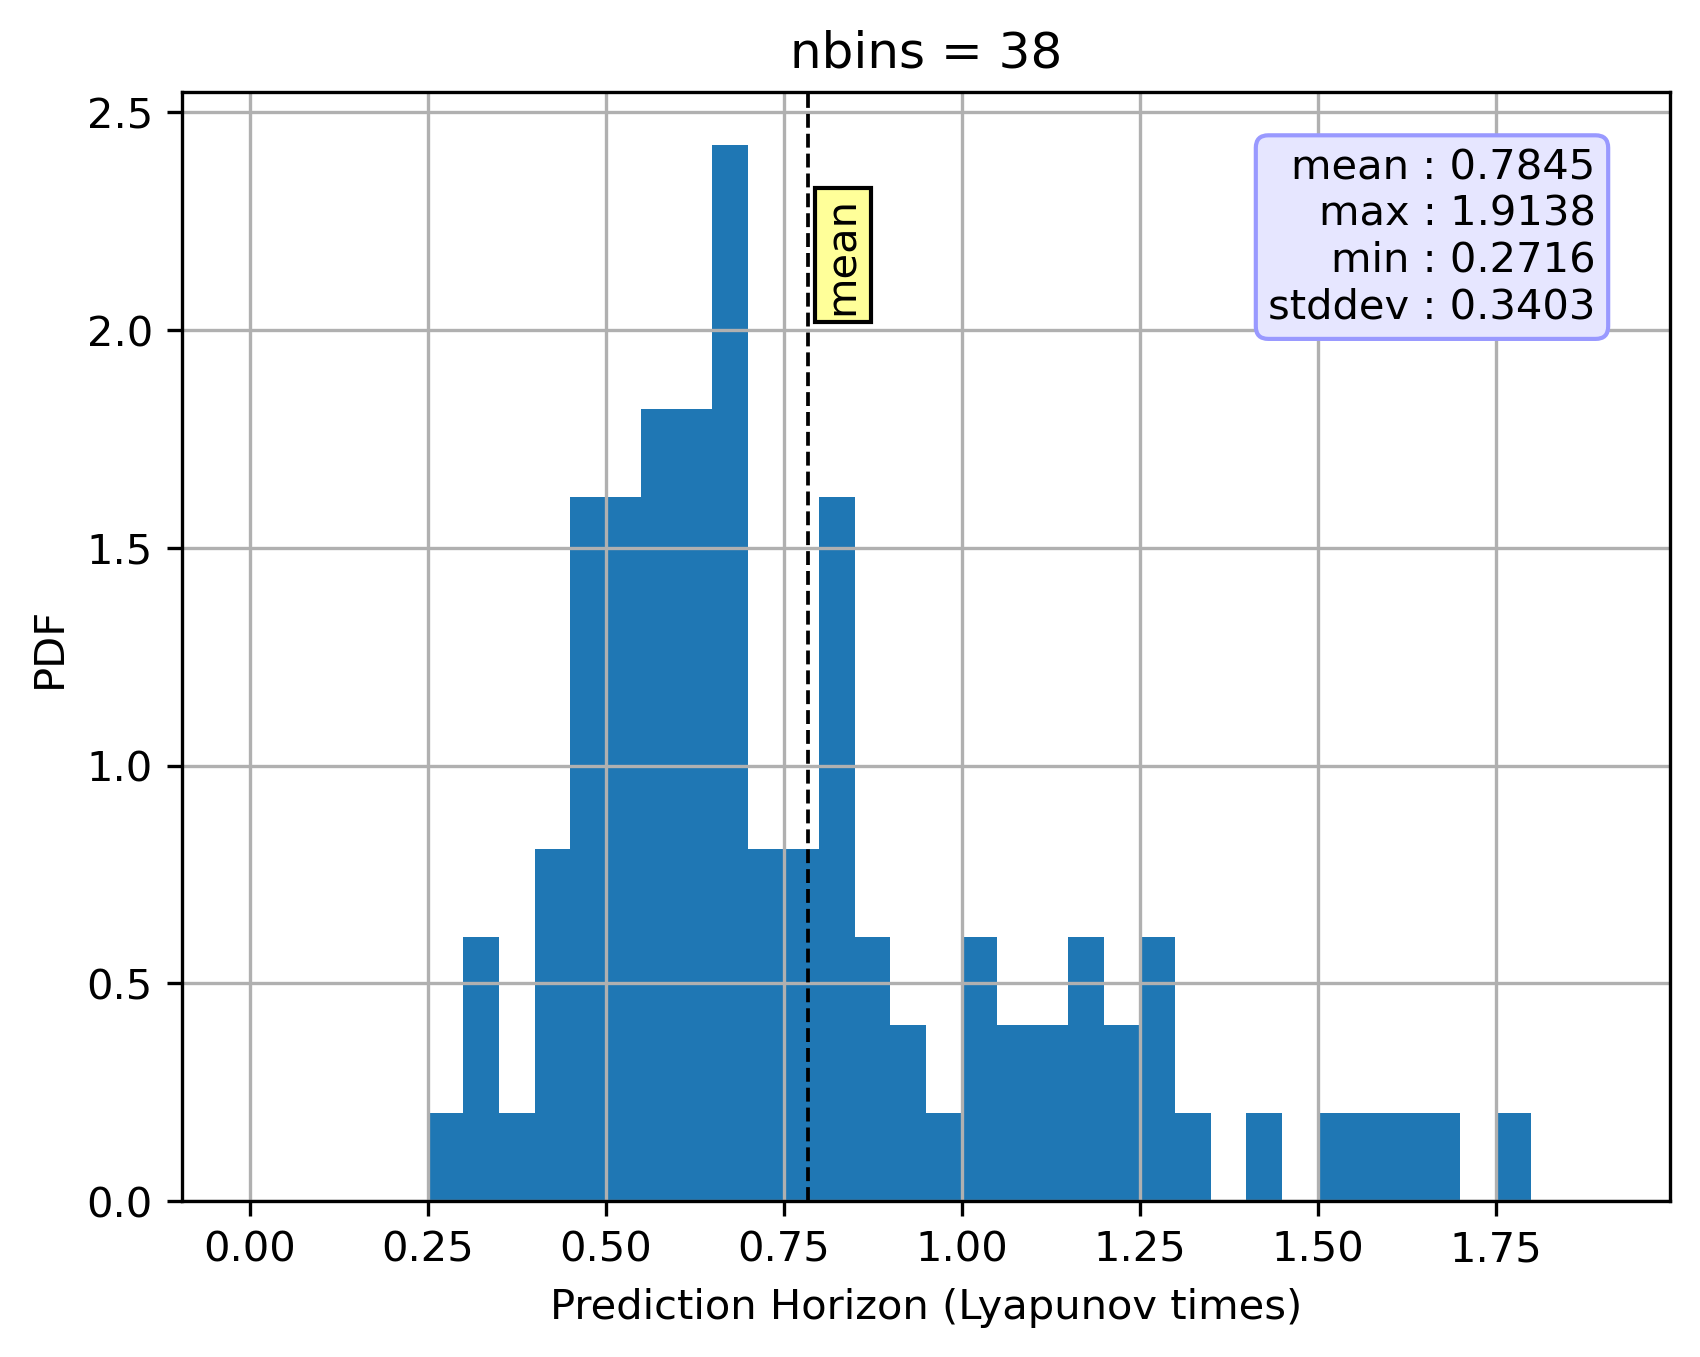 nbins = 38
2.5
2.0
1.5
1.0
0.5
0.0
PDF
mean
mean : 0.7845
max : 1.9138
min : 0.2716
stddev : 0.3403
0.00 0.25 0.50 0.75 1.00 1.25 1.50 1.75
Prediction Horizon (Lyapunov times)